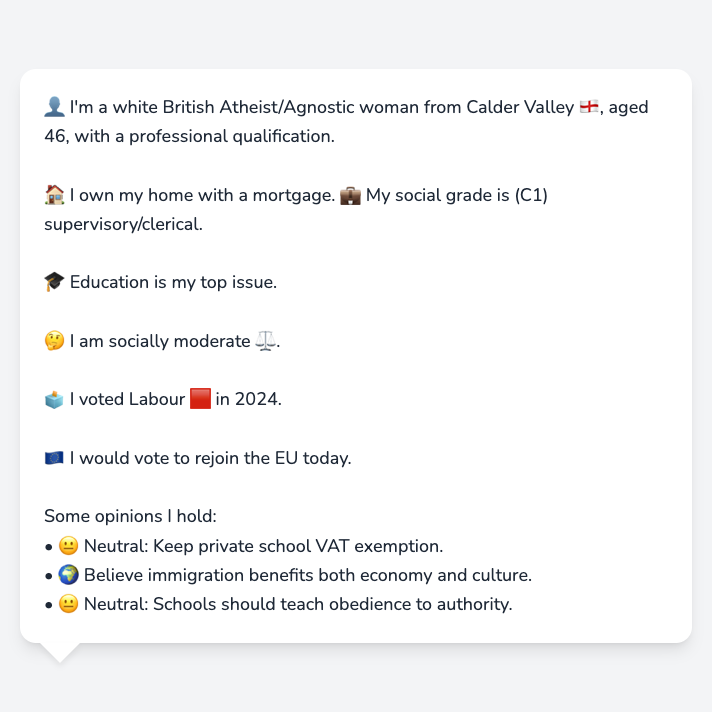 👤 I'm a white British Atheist/Agnostic woman from Calder Valley 🏴󠁧󠁢󠁥󠁮󠁧󠁿, aged
46, with a professional qualification.
🏠 I own my home with a mortgage. 💼 My social grade is (C1)
supervisory/clerical.
🎓 Education is my top issue.
🤔 I am socially moderate ⚖️.
🗳️ I voted Labour 🟥 in 2024.
🇪🇺 I would vote to rejoin the EU today.
Some opinions I hold:
• 😐 Neutral: Keep private school VAT exemption.
• 🌍 Believe immigration benefits both economy and culture.
• 😐 Neutral: Schools should teach obedience to authority.